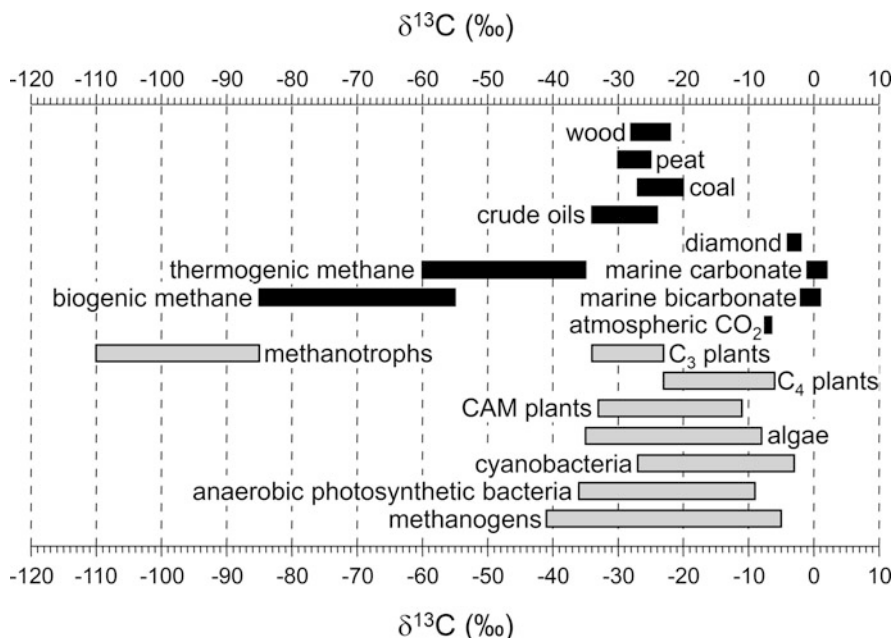 δ¹³C (‰)
-120 -110 -100 -90 -80 -70 -60 -50 -40 -30 -20 -10 0 10
wood
peat
coal
crude oils
diamond
thermogenic methane marine carbonate
biogenic methane marine bicarbonate
atmospheric CO₂
methanotrophs C₃ plants
C₄ plants
CAM plants
algae
cyanobacteria
anaerobic photosynthetic bacteria
methanogens
-120 -110 -100 -90 -80 -70 -60 -50 -40 -30 -20 -10 0 10
δ¹³C (‰)